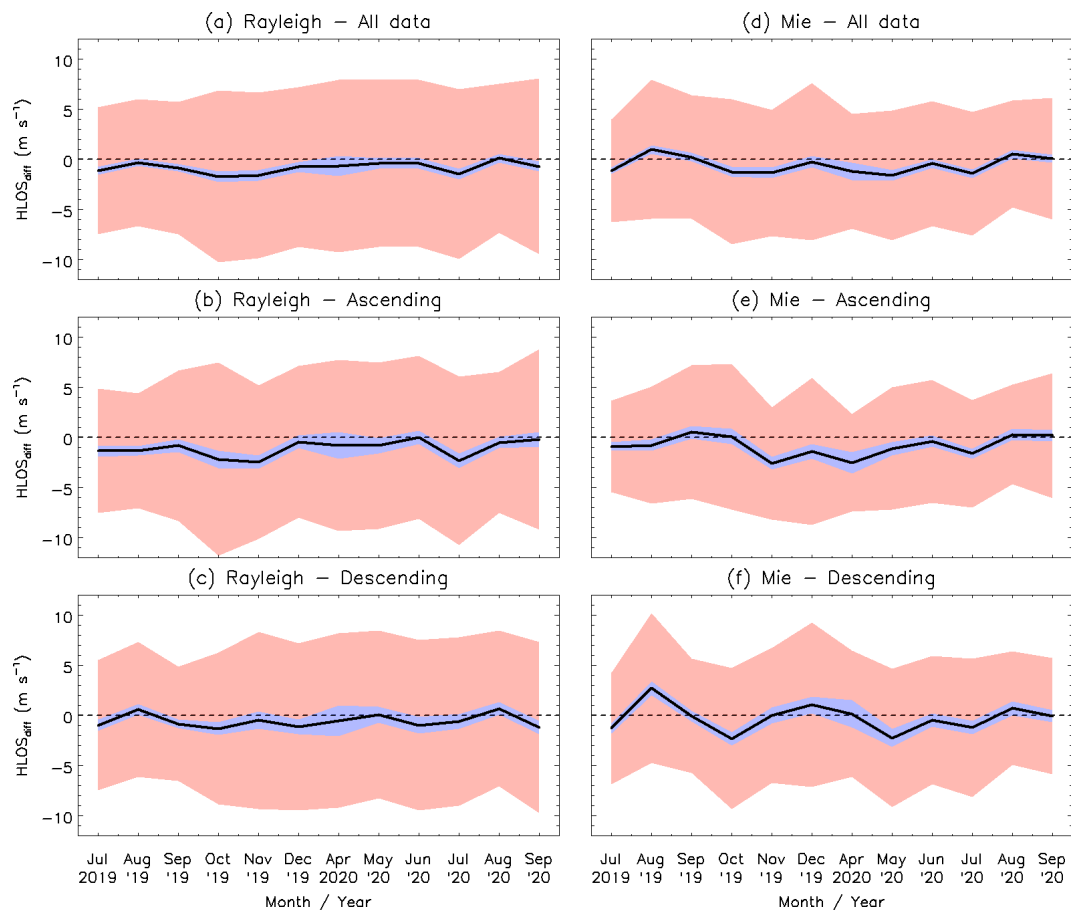 (a) Rayleigh – All data
(d) Mie – All data
10
5
0
−5
−10
HLOSdiff (m s⁻¹)
(b) Rayleigh – Ascending
(e) Mie – Ascending
10
5
0
−5
−10
HLOSdiff (m s⁻¹)
(c) Rayleigh – Descending
(f) Mie – Descending
10
5
0
−5
−10
HLOSdiff (m s⁻¹)
Jul Aug Sep Oct Nov Dec Apr May Jun Jul Aug Sep
2019 '19 '19 '19 '19 '19 2020 '20 '20 '20 '20 '20
Month / Year
Jul Aug Sep Oct Nov Dec Apr May Jun Jul Aug Sep
2019 '19 '19 '19 '19 '19 2020 '20 '20 '20 '20 '20
Month / Year